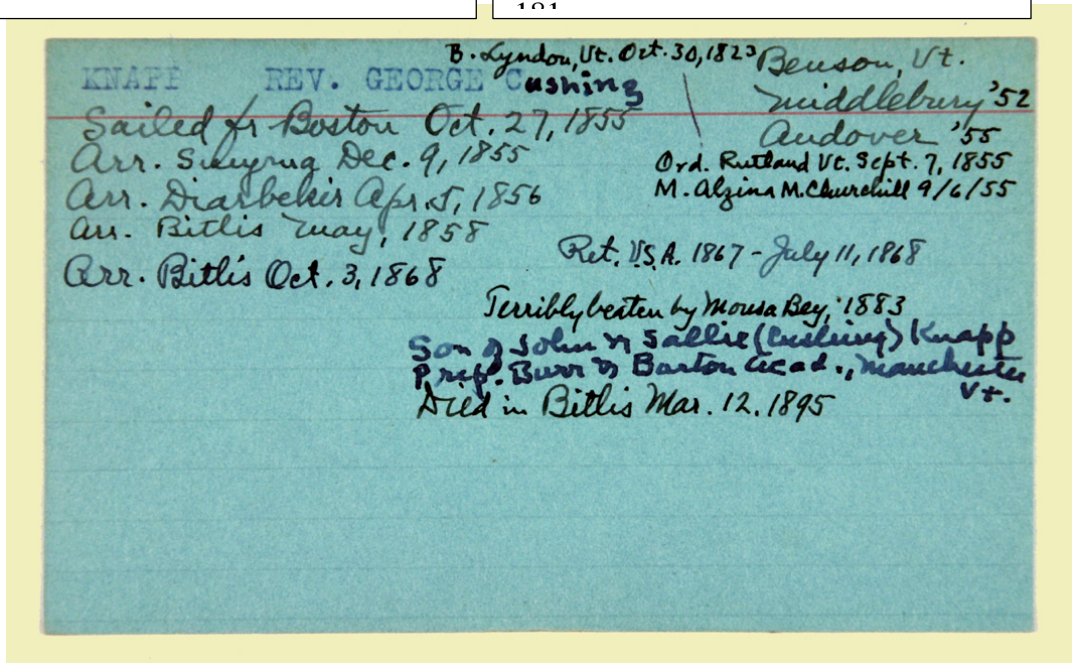 181
B. Lyndon, Vt. Oct. 30, 1823
KNAPP REV. GEORGE Cushing
Benson, Vt.
Middlebury '52
Andover '55
Ord. Rutland Vt. Sept. 7, 1855
M. Alzina M. Churchill 9/6/55
Sailed fr Boston Oct. 27, 1855
Arr. Smyrna Dec. 9, 1855
Arr. Diarbekir Apr. 5, 1856
Arr. Bitlis May, 1858
Ret. U.S.A. 1867 - July 11, 1868
Arr. Bitlis Oct. 3, 1868
Terribly beaten by Mousa Bey, 1883
Son of John & Sallie (Cushing) Knapp
Prep. Burr & Burton Acad., Manchester
Vt.
Died in Bitlis Mar. 12. 1895